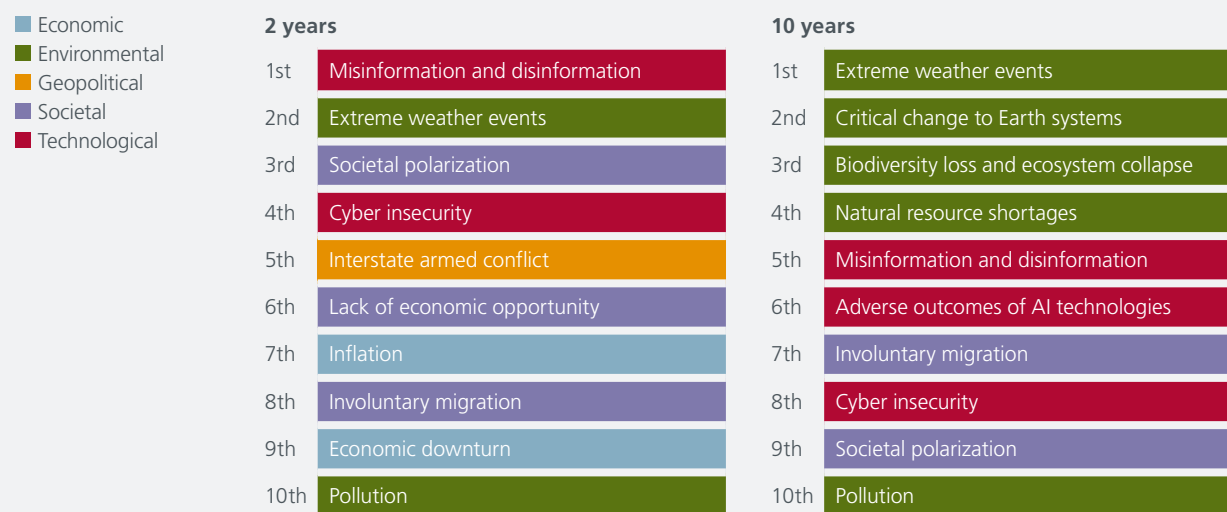 Economic
Environmental
Geopolitical
Societal
Technological
2 years
1st Misinformation and disinformation
2nd Extreme weather events
3rd Societal polarization
4th Cyber insecurity
5th Interstate armed conflict
6th Lack of economic opportunity
7th Inflation
8th Involuntary migration
9th Economic downturn
10th Pollution
10 years
1st Extreme weather events
2nd Critical change to Earth systems
3rd Biodiversity loss and ecosystem collapse
4th Natural resource shortages
5th Misinformation and disinformation
6th Adverse outcomes of AI technologies
7th Involuntary migration
8th Cyber insecurity
9th Societal polarization
10th Pollution